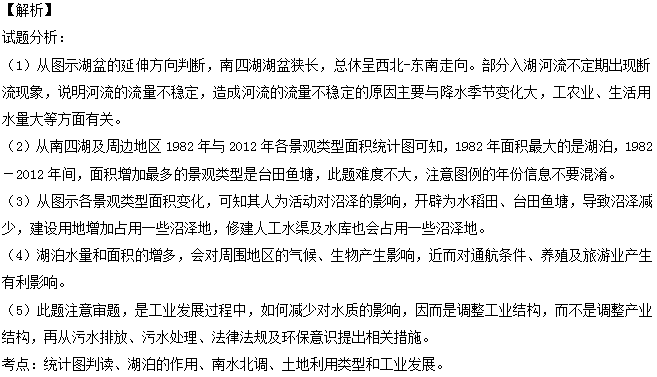 【解析】
试题分析：
（1）从图示湖盆的延伸方向判断，南四湖湖盆狭长，总休呈西北-东南走向。部分入湖河流不定期出现断
流现象，说明河流的流量不稳定，造成河流的流量不稳定的原因主要与降水季节变化大，工农业、生活用
水量大等方面有关。
（2）从南四湖及周边地区 1982 年与 2012 年各景观类型面积统计图可知，1982 年面积最大的是湖泊，1982
－2012 年间，面积增加最多的景观类型是台田鱼塘，此题难度不大，注意图例的年份信息不要混淆。
（3）从图示各景观类型面积变化，可知其人为活动对沼泽的影响，开辟为水稻田、台田鱼塘，导致沼泽减
少，建设用地增加占用一些沼泽地，修建人工水渠及水库也会占用一些沼泽地。
（4）湖泊水量和面积的增多，会对周围地区的气候、生物产生影响，近而对通航条件、养殖及旅游业产生
有利影响。
（5）此题注意审题，是工业发展过程中，如何减少对水质的影响，因而是调整工业结构，而不是调整产业
结构，再从污水排放、污水处理、法律法规及环保意识提出相关措施。
考点：统计图判读、湖泊的作用、南水北调、土地利用类型和工业发展。